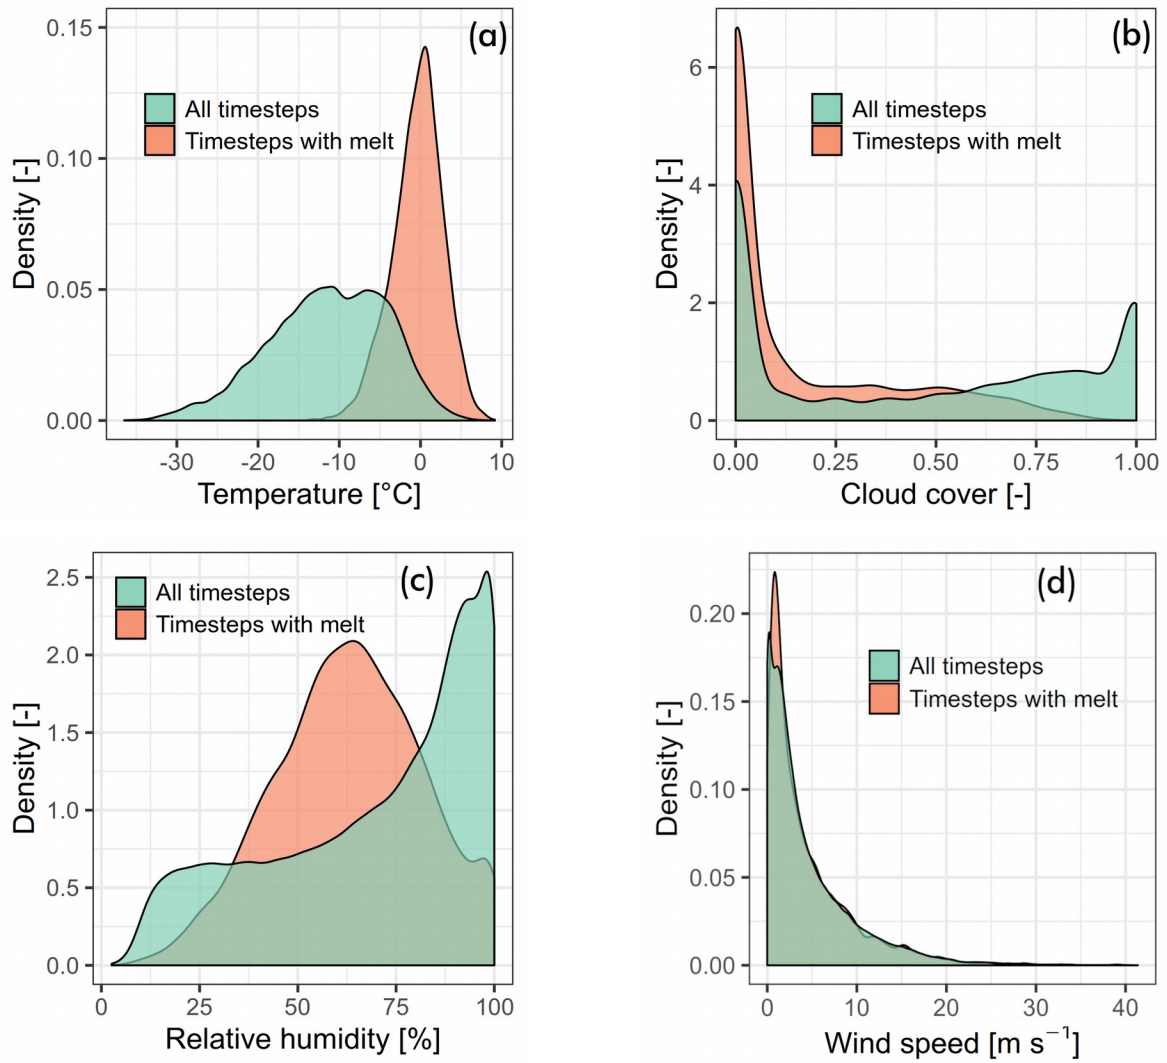 (a)
0.15
0.10
0.05
0.00
Density [-]
All timesteps
Timesteps with melt
-30 -20 -10 0 10
Temperature [°C]
(b)
6
4
2
0
Density [-]
All timesteps
Timesteps with melt
0.00 0.25 0.50 0.75 1.00
Cloud cover [-]
(c)
2.5
2.0
1.5
1.0
0.5
0.0
Density [-]
All timesteps
Timesteps with melt
0 25 50 75 100
Relative humidity [%]
(d)
0.20
0.15
0.10
0.05
0.00
Density [-]
All timesteps
Timesteps with melt
0 10 20 30 40
Wind speed [m s⁻¹]